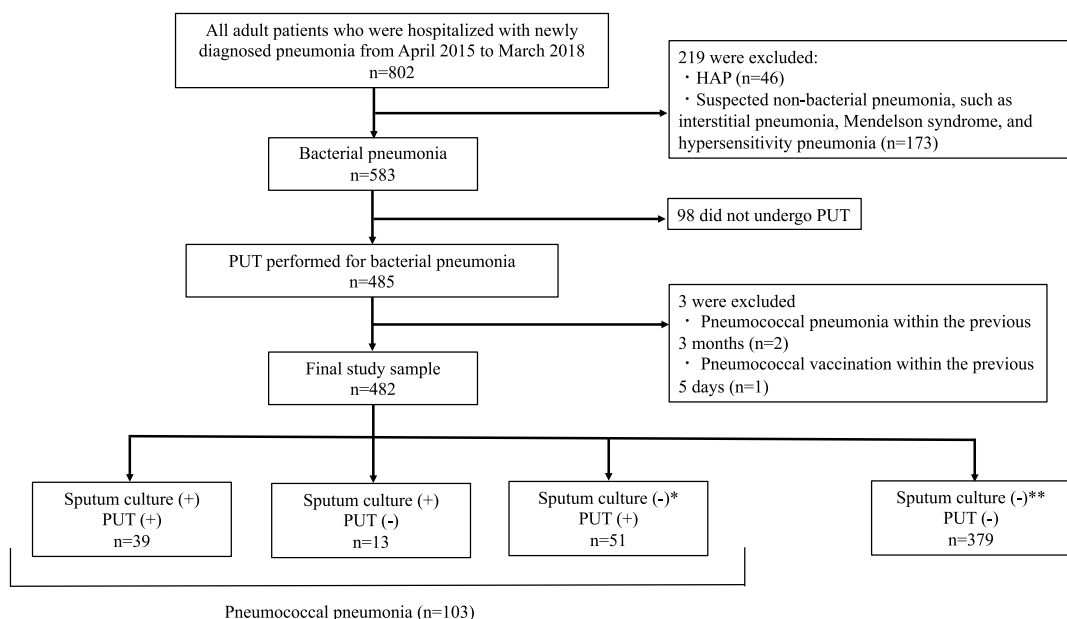 All adult patients who were hospitalized with newly
diagnosed pneumonia from April 2015 to March 2018
n=802
219 were excluded:
・HAP (n=46)
・Suspected non-bacterial pneumonia, such as
interstitial pneumonia, Mendelson syndrome, and
hypersensitivity pneumonia (n=173)
Bacterial pneumonia
n=583
98 did not undergo PUT
PUT performed for bacterial pneumonia
n=485
3 were excluded
・Pneumococcal pneumonia within the previous
3 months (n=2)
・Pneumococcal vaccination within the previous
5 days (n=1)
Final study sample
n=482
Sputum culture (+)
PUT (+)
n=39
Sputum culture (+)
PUT (-)
n=13
Sputum culture (-)*
PUT (+)
n=51
Sputum culture (-)**
PUT (-)
n=379
Pneumococcal pneumonia (n=103)